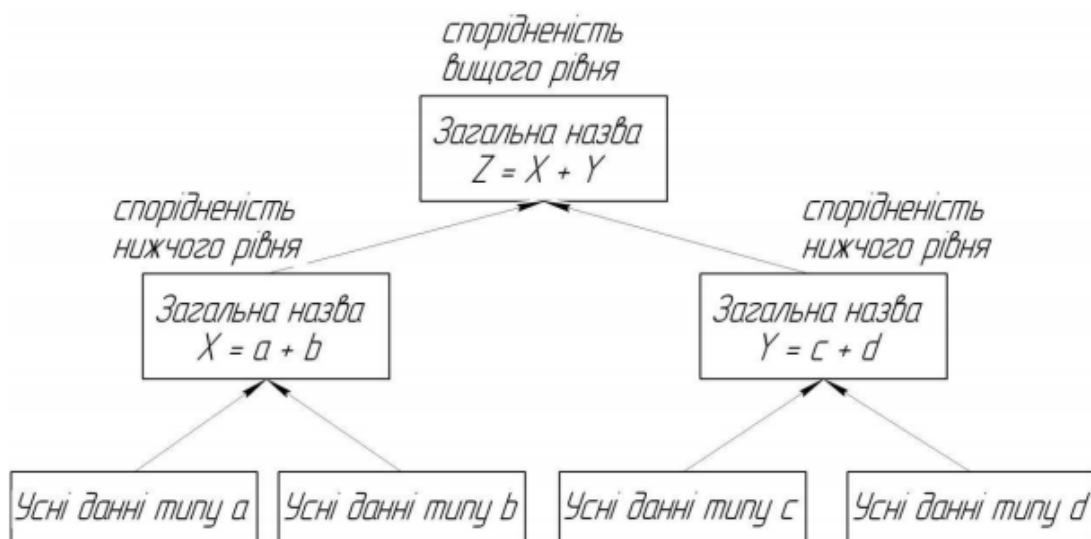 спорідненість
вищого рівня
Загальна назва
Z = X + Y
спорідненість
нижчого рівня
спорідненість
нижчого рівня
Загальна назва
X = a + b
Загальна назва
Y = c + d
Усні данні типу a
Усні данні типу b
Усні данні типу c
Усні данні типу d